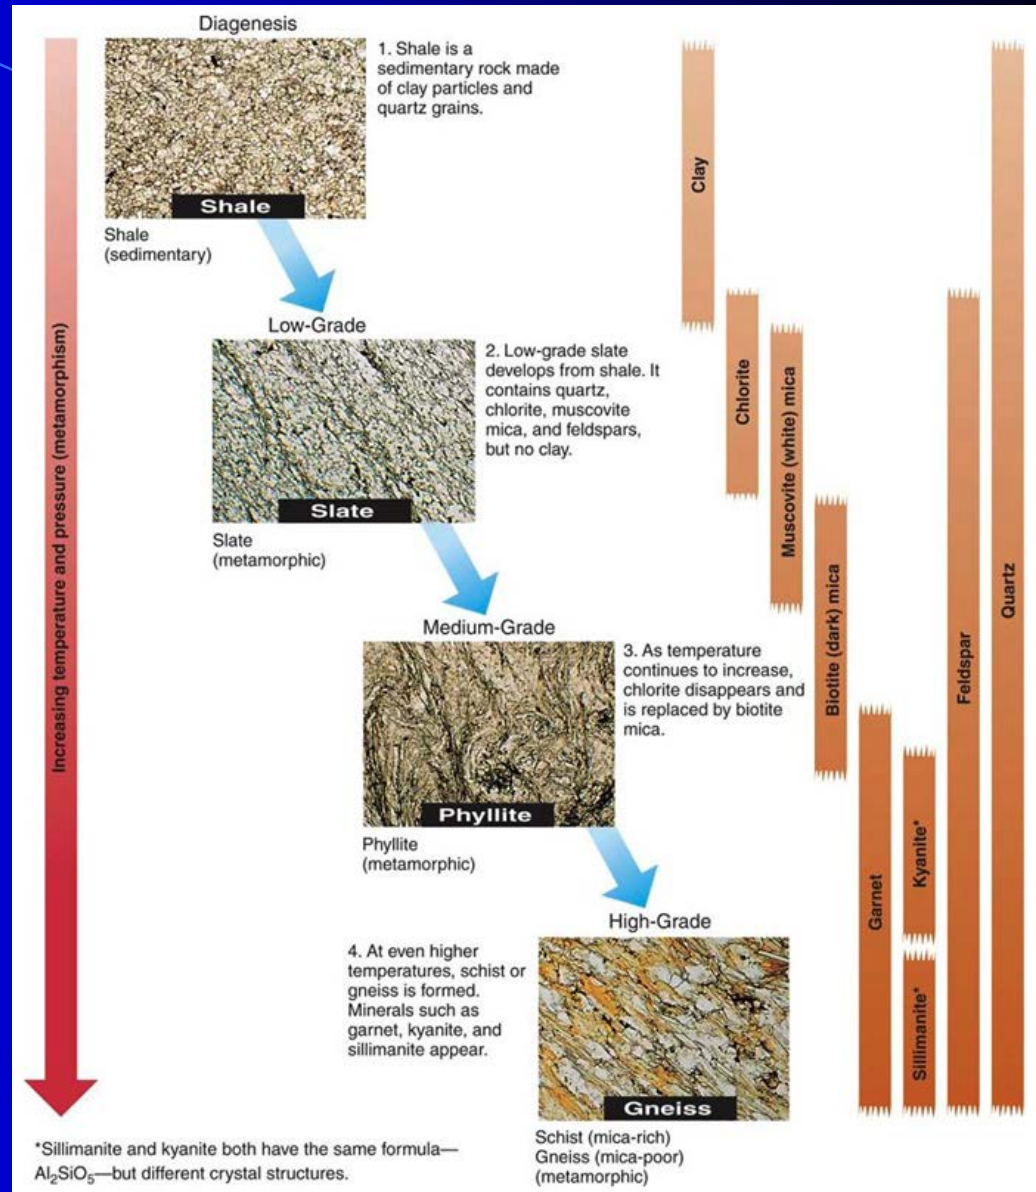 Diagenesis
1. Shale is a
sedimentary rock made
of clay particles and
quartz grains.
Shale
Shale
(sedimentary)
Low-Grade
2. Low-grade slate
develops from shale. It
contains quartz,
chlorite, muscovite
mica, and feldspars,
but no clay.
Slate
Slate
(metamorphic)
Medium-Grade
3. As temperature
continues to increase,
chlorite disappears and
is replaced by biotite
mica.
Phyllite
Phyllite
(metamorphic)
High-Grade
4. At even higher
temperatures, schist or
gneiss is formed.
Minerals such as
garnet, kyanite, and
sillimanite appear.
Gneiss
Schist (mica-rich)
Gneiss (mica-poor)
(metamorphic)
Increasing temperature and pressure (metamorphism)
Clay
Chlorite
Muscovite (white) mica
Biotite (dark) mica
Garnet
Kyanite*
Sillimanite*
Feldspar
Quartz
*Sillimanite and kyanite both have the same formula—
Al₂SiO₅—but different crystal structures.